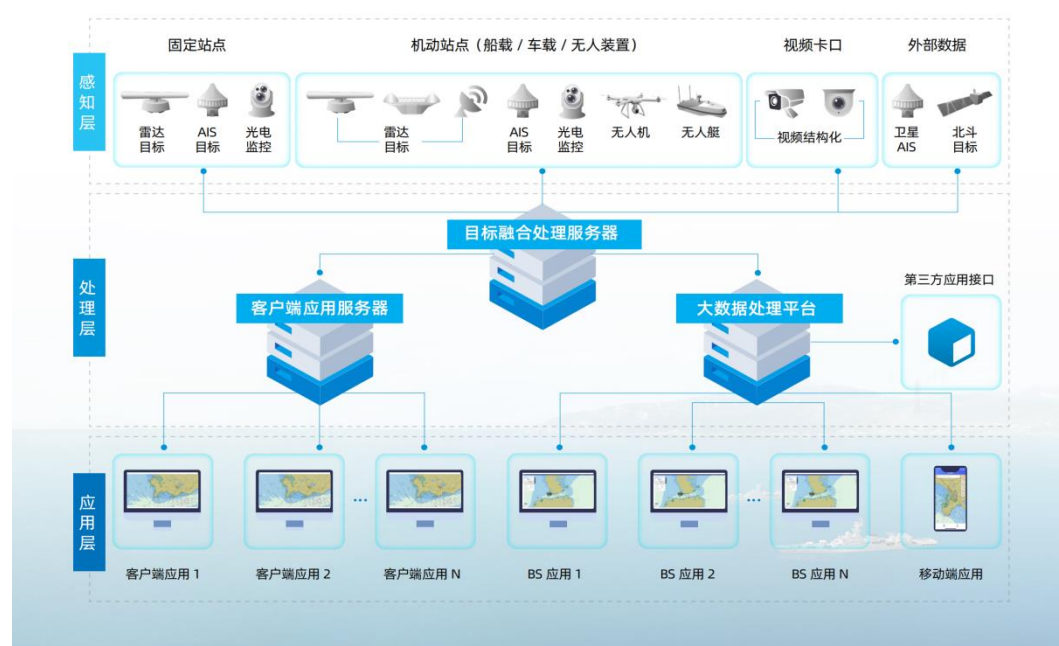 固定站点
机动站点（船载 / 车载 / 无人装置）
视频卡口
外部数据
感知层
雷达
目标
AIS
目标
光电
监控
雷达
目标
AIS
目标
光电
监控
无人机
无人艇
视频结构化
卫星
AIS
北斗
目标
处理层
目标融合处理服务器
客户端应用服务器
大数据处理平台
第三方应用接口
应用层
...
...
客户端应用 1
客户端应用 2
客户端应用 N
BS 应用 1
BS 应用 2
BS 应用 N
移动端应用